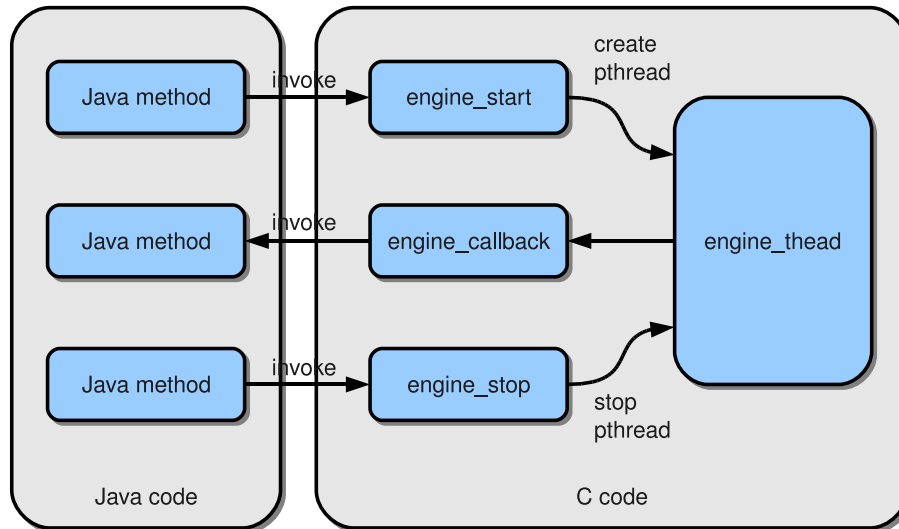 create
pthread
invoke
Java method
engine_start
invoke
Java method
engine_callback
engine_thead
invoke
Java method
engine_stop
stop
pthread
Java code
C code